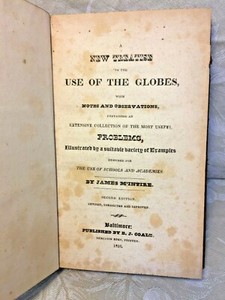 A
NEW TREATISE
ON THE
USE OF THE GLOBES,
WITH
NOTES AND OBSERVATIONS,
CONTAINING AN
EXTENSIVE COLLECTION OF THE MOST USEFUL
PROBLEMS,
Illustrated by a suitable variety of Examples
DESIGNED FOR
THE USE OF SCHOOLS AND ACADEMIES
BY JAMES M'INTIRE.
SECOND EDITION,
REVISED, CORRECTED AND IMPROVED.
Baltimore:
PUBLISHED BY E. J. COALE.
PRINTER.